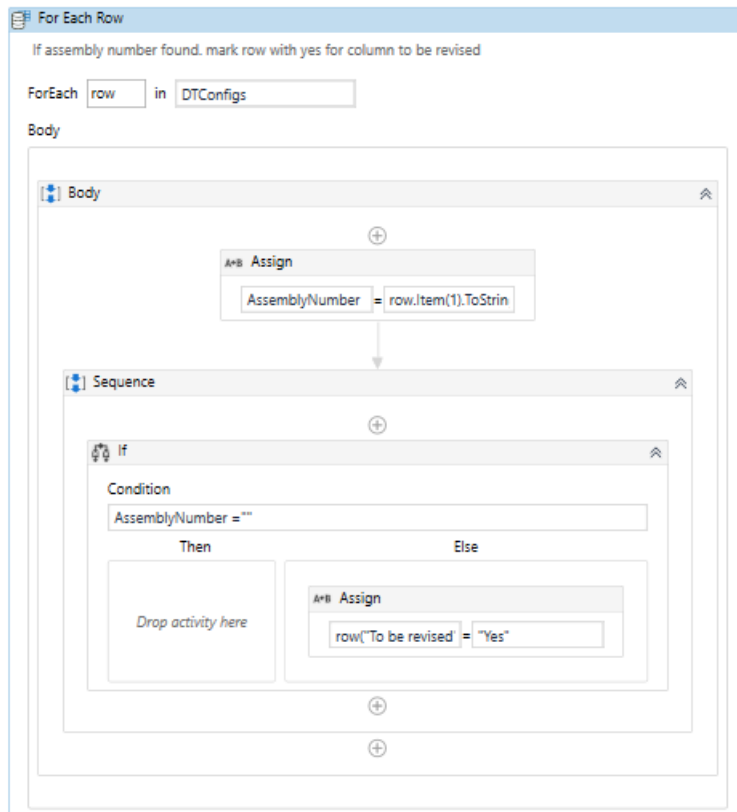 For Each Row
If assembly number found. mark row with yes for column to be revised
ForEach row in DTConfigs
Body
Body
A+B Assign
AssemblyNumber = row.Item(1).ToStrin
Sequence
If
Condition
AssemblyNumber =""
Then Else
Drop activity here
A+B Assign
row("To be revised" = "Yes"